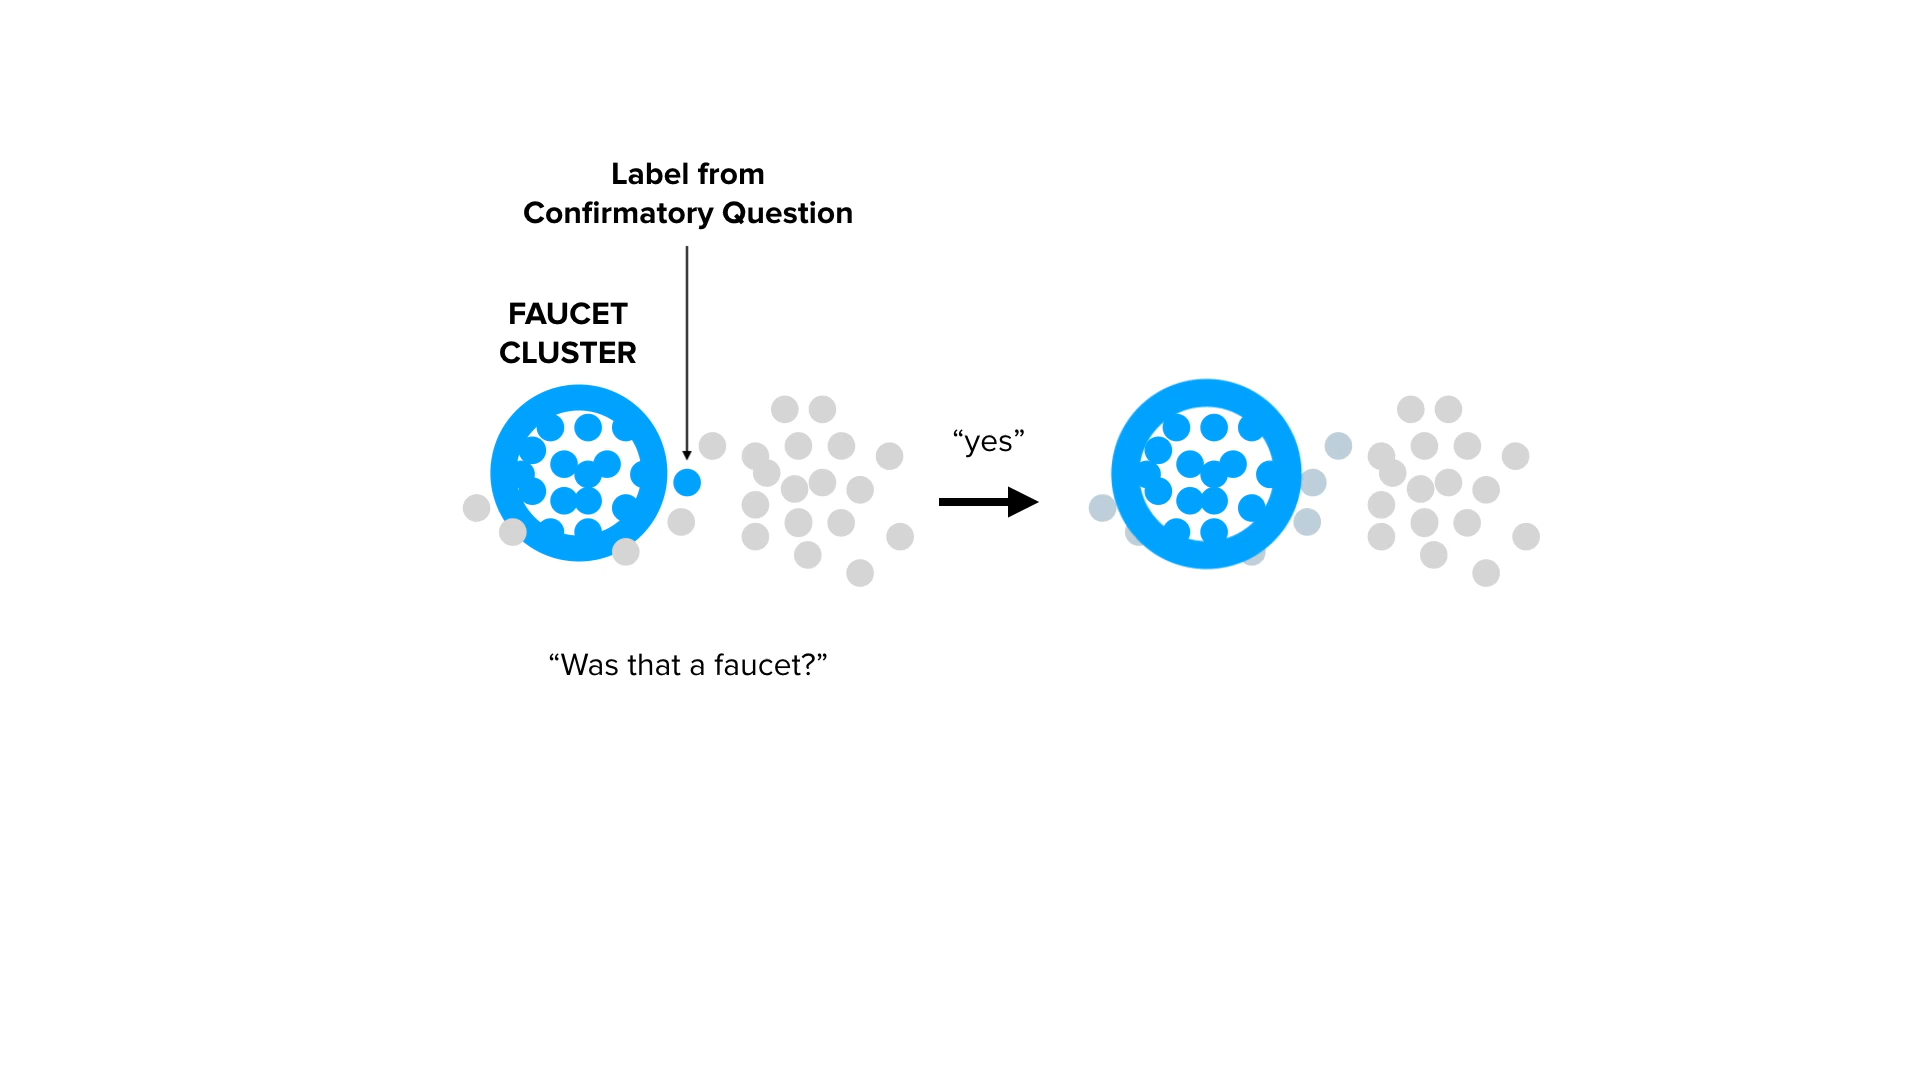 Label from
Confirmatory Question
FAUCET
CLUSTER
“yes”
“Was that a faucet?”